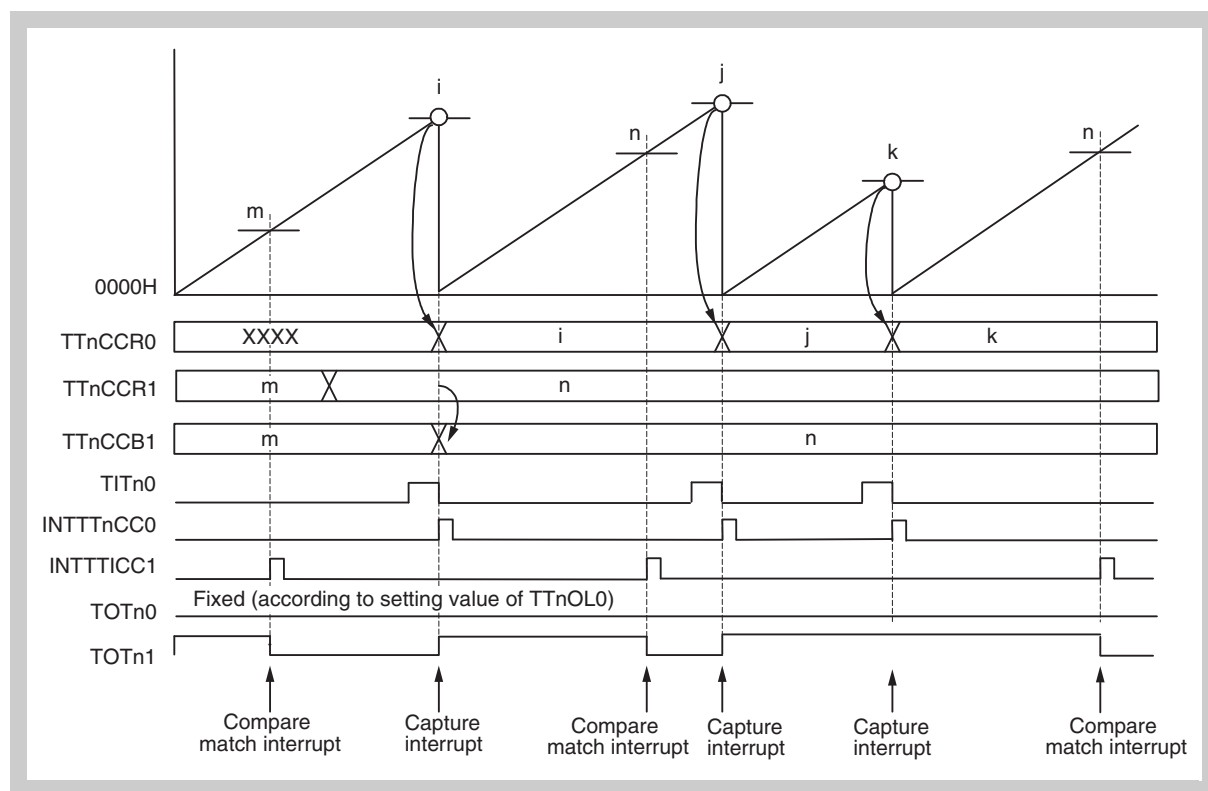 i
j
n
n
k
m
0000H
TTnCCR0 XXXX i j k
TTnCCR1 m n
TTnCCB1 m n
TITn0
INTTTnCC0
INTTTICC1
Fixed (according to setting value of TTnOL0)
TOTn0
TOTn1
Compare
match interrupt
Capture
interrupt
Compare
match interrupt
Capture
interrupt
Capture
interrupt
Compare
match interrupt